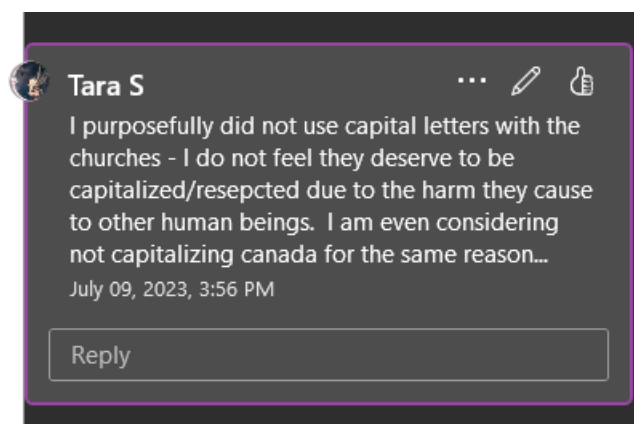 Tara S
I purposefully did not use capital letters with the
churches - I do not feel they deserve to be
capitalized/resepcted due to the harm they cause
to other human beings.  I am even considering
not capitalizing canada for the same reason...
July 09, 2023, 3:56 PM
Reply